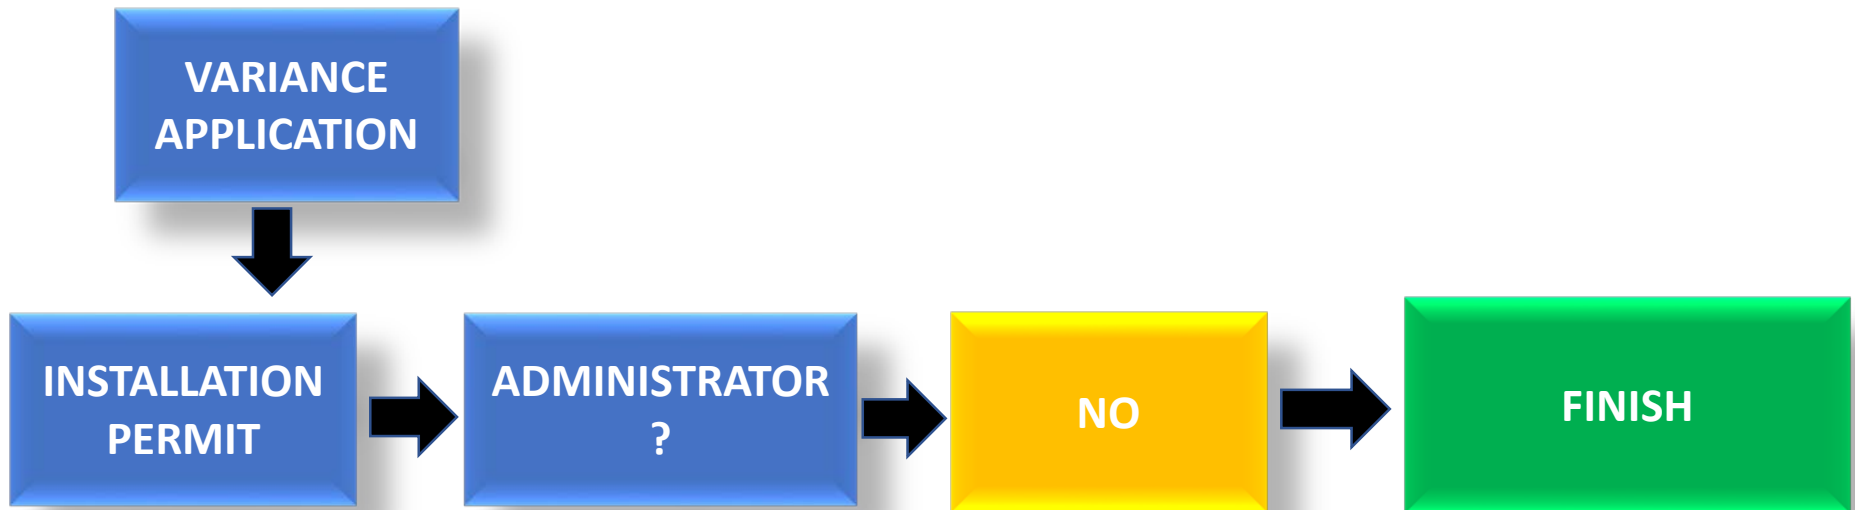 VARIANCE
APPLICATION
INSTALLATION
PERMIT
ADMINISTRATOR
?
NO
FINISH